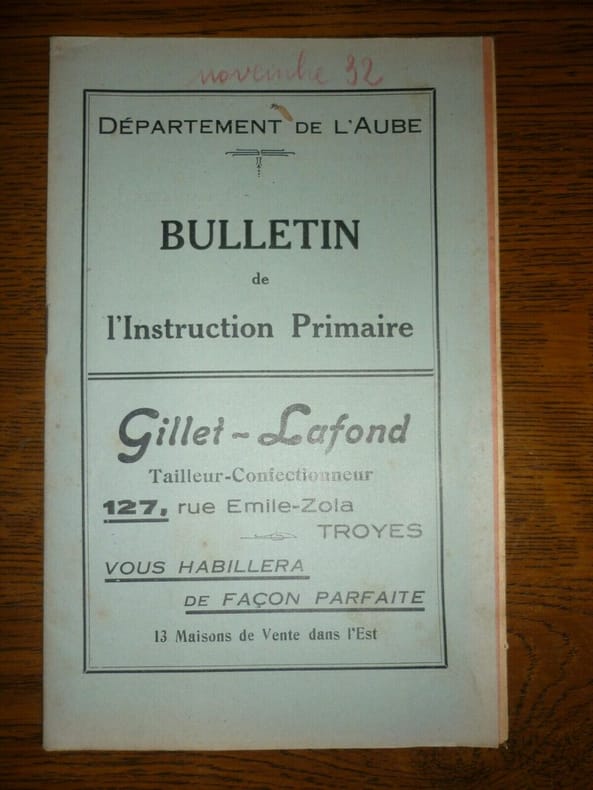 novembre 32
DÉPARTEMENT DE L'AUBE
BULLETIN
de
l'Instruction Primaire
Gillet - Lafond
Tailleur-Confectionneur
127, rue Emile-Zola
TROYES
VOUS HABILLERA
DE FAÇON PARFAITE
13 Maisons de Vente dans l'Est